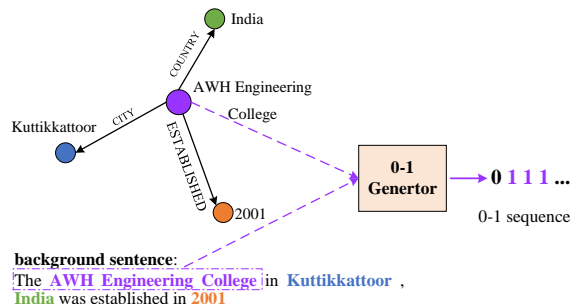 India
COUNTRY
AWH Engineering
College
CITY
Kuttikkattoor
ESTABLISHED
2001
0-1
Genertor
0 1 1 1 ...
0-1 sequence
background sentence:
The AWH Engineering College in Kuttikkattoor ,
India was established in 2001